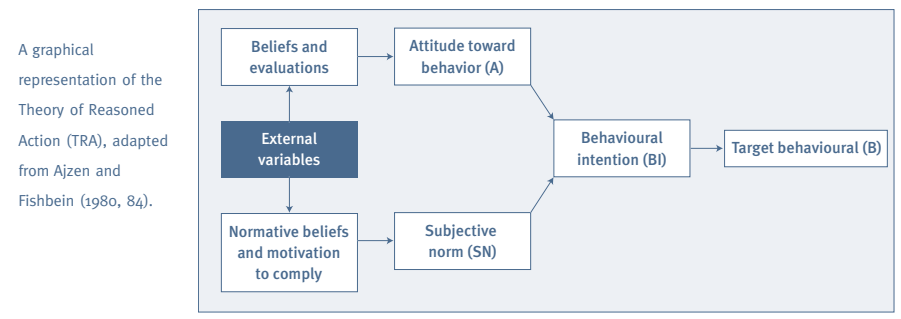 A graphical
representation of the
Theory of Reasoned
Action (TRA), adapted
from Ajzen and
Fishbein (1980, 84).
Beliefs and
evaluations
Attitude toward
behavior (A)
External
variables
Behavioural
intention (BI)
Target behavioural (B)
Normative beliefs
and motivation
to comply
Subjective
norm (SN)